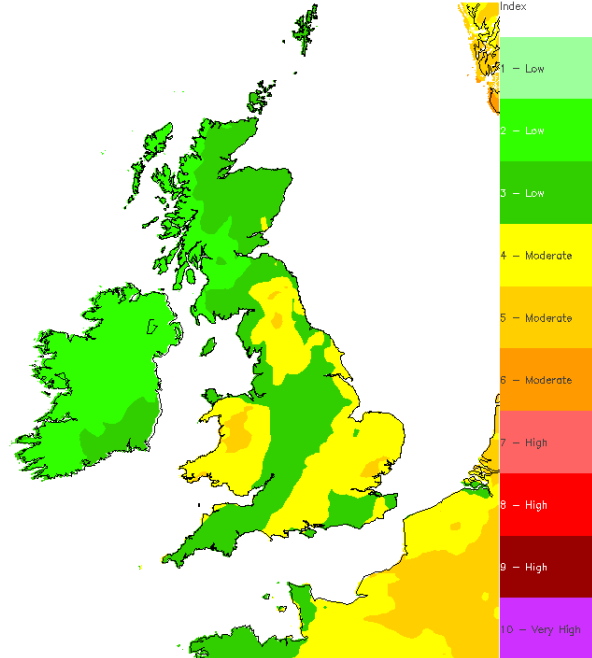 Index
1 - Low
2 - Low
3 - Low
4 - Moderate
5 - Moderate
6 - Moderate
7 - High
8 - High
9 - High
10 - Very High